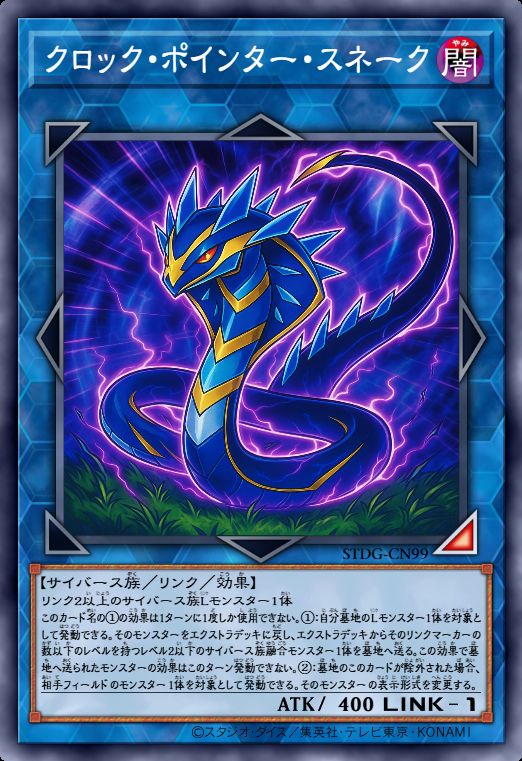 クロック・ポインター・スネーク
闇
やみ
STDG-CN99
【サイバース族／リンク／効果】
リンク2以上のサイバース族Lモンスター1体
このカード名の①の効果は1ターンに1度しか使用できない。①：自分墓地のLモンスター1体を対象と
して発動できる。そのモンスターをエクストラデッキに戻し、エクストラデッキからそのリンクマーカーの
数以下のレベルを持つレベル2以下のサイバース族融合モンスター1体を墓地へ送る。この効果で墓
地へ送られたモンスターの効果はこのターン発動できない。②：墓地のこのカードが除外された場合、
相手フィールドのモンスター1体を対象として発動できる。そのモンスターの表示形式を変更する。
ATK/ 400 LINK-1
©スタジオ・ダイス/集英社・テレビ東京・KONAMI